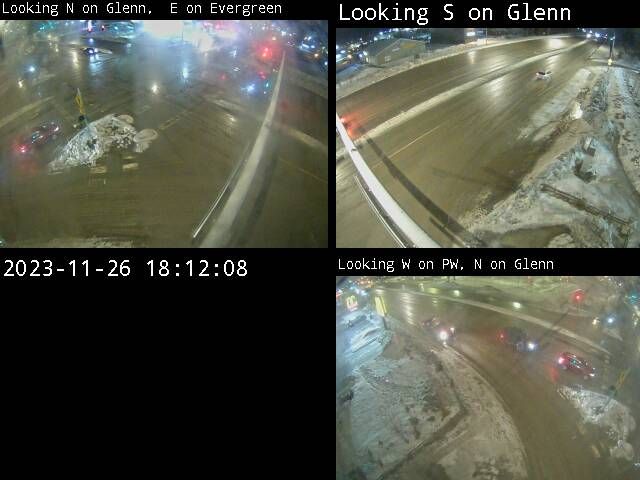 Looking N on Glenn, E on Evergreen
Looking S on Glenn
2023-11-26 18:12:08
Looking W on PW, N on Glenn